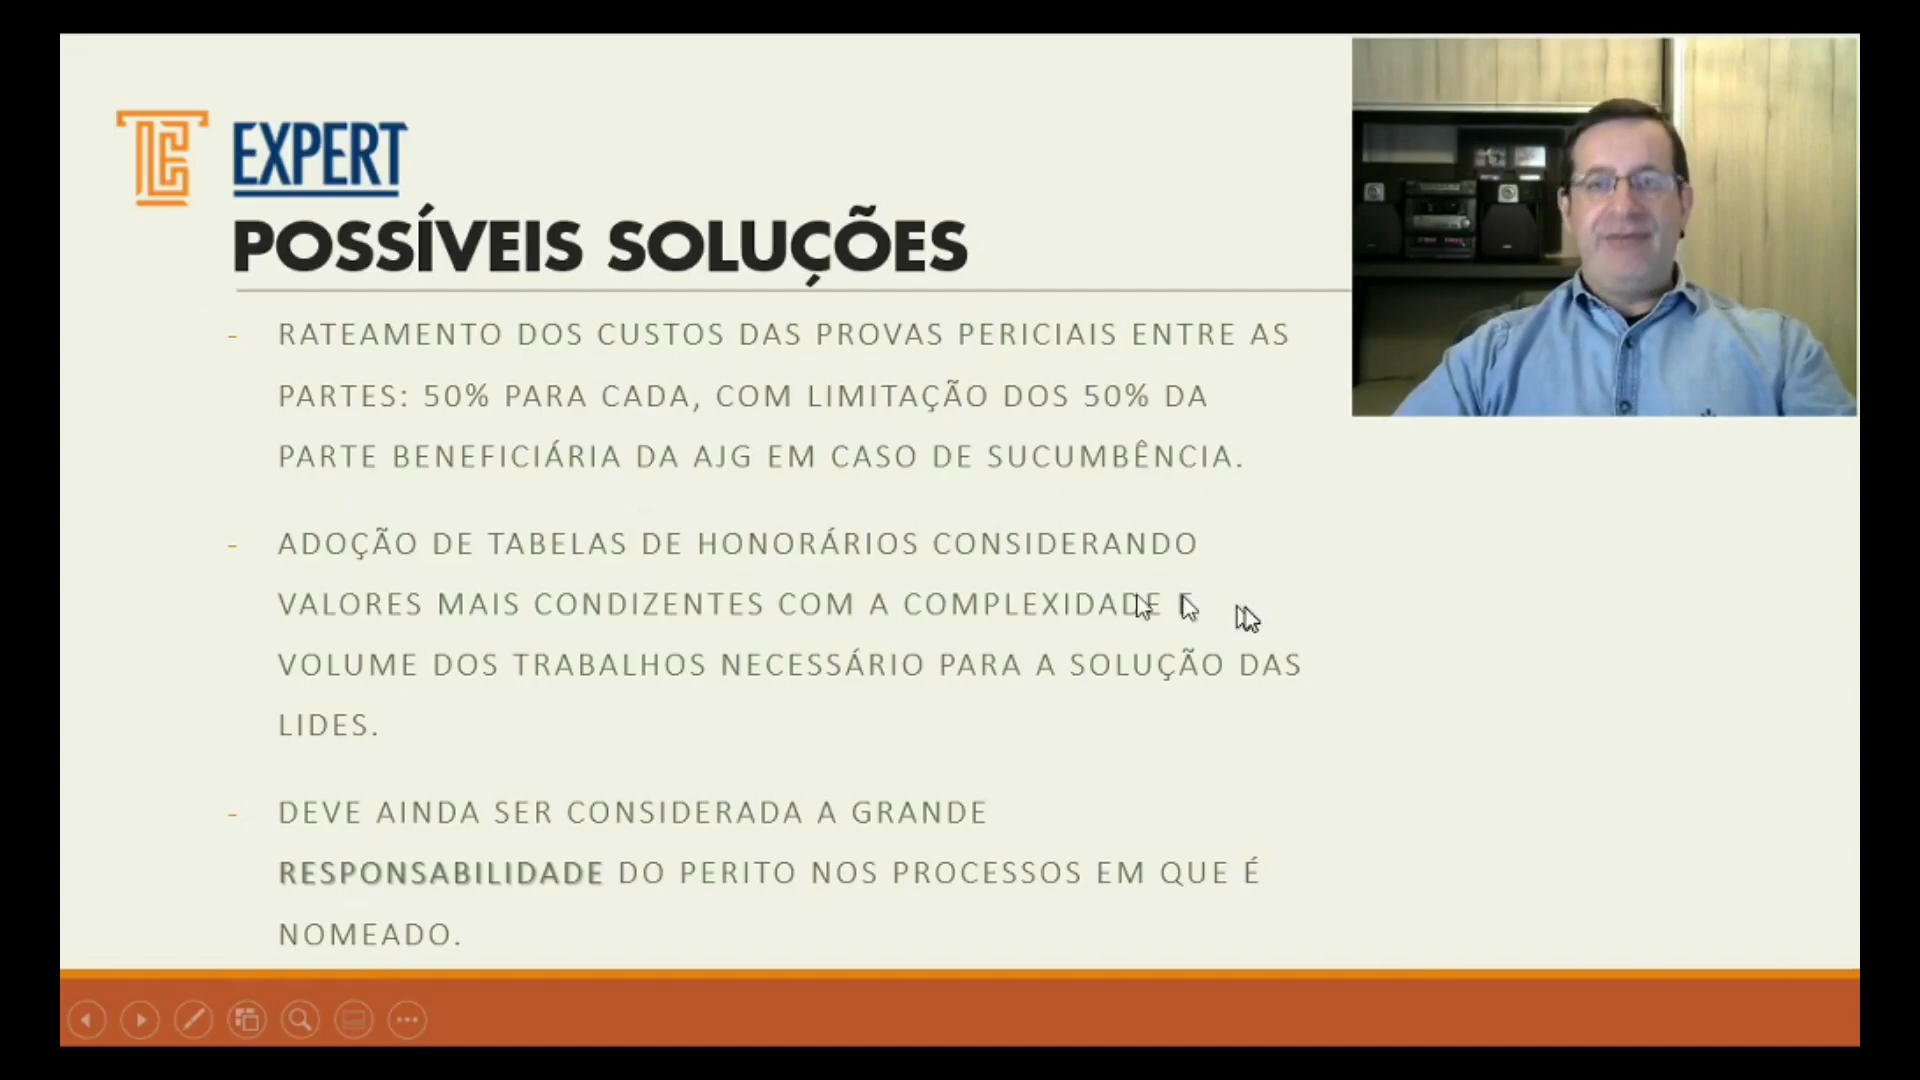 EXPERT
POSSÍVEIS SOLUÇÕES
- RATEAMENTO DOS CUSTOS DAS PROVAS PERICIAIS ENTRE AS
PARTES: 50% PARA CADA, COM LIMITAÇÃO DOS 50% DA
PARTE BENEFICIÁRIA DA AJG EM CASO DE SUCUMBÊNCIA.
- ADOÇÃO DE TABELAS DE HONORÁRIOS CONSIDERANDO
VALORES MAIS CONDIZENTES COM A COMPLEXIDADE E
VOLUME DOS TRABALHOS NECESSÁRIO PARA A SOLUÇÃO DAS
LIDES.
- DEVE AINDA SER CONSIDERADA A GRANDE
RESPONSABILIDADE DO PERITO NOS PROCESSOS EM QUE É
NOMEADO.